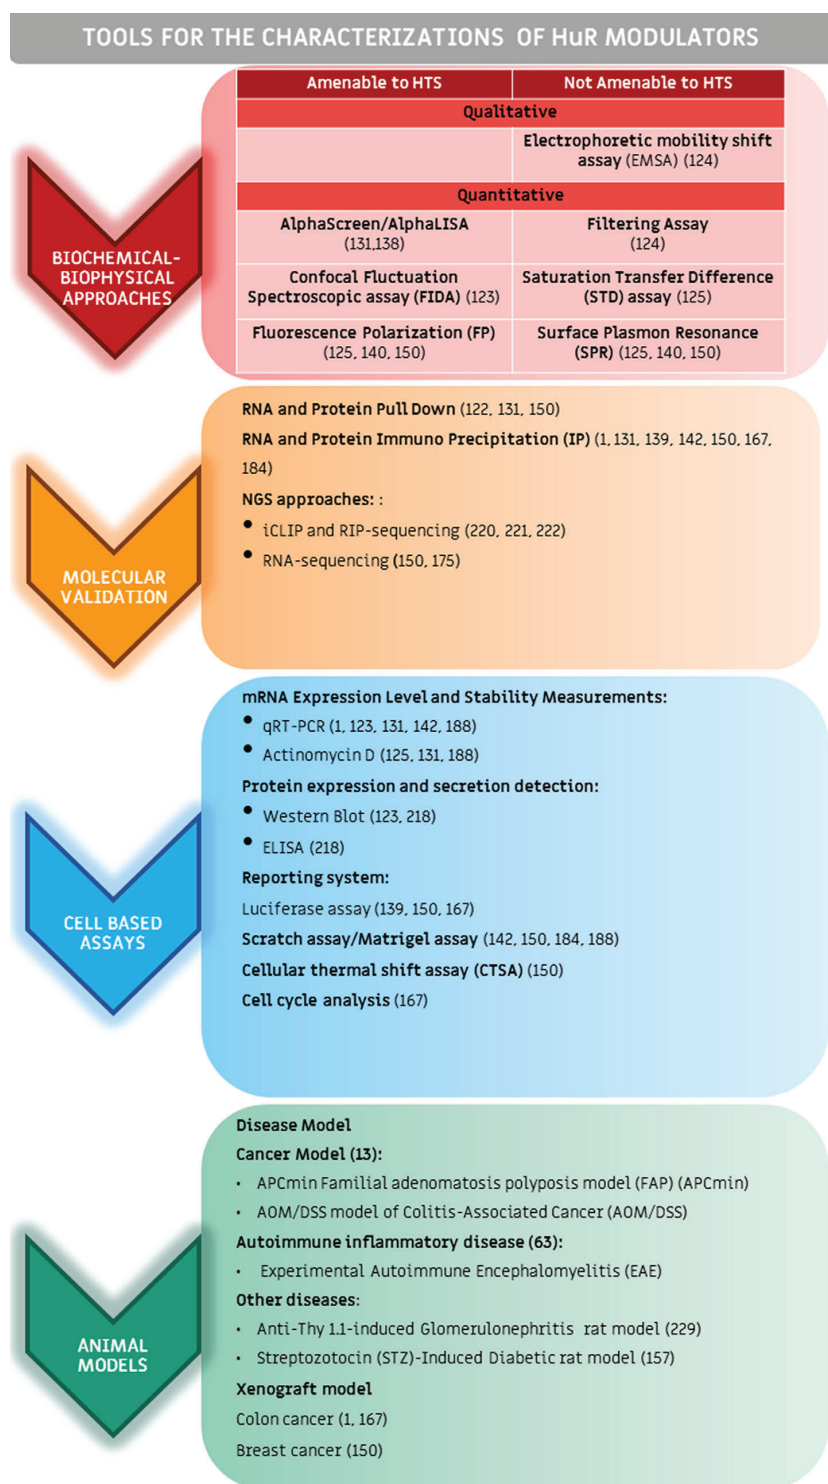 TOOLS FOR THE CHARACTERIZATIONS OF HuR MODULATORS
BIOCHEMICAL-
BIOPHYSICAL
APPROACHES
Amenable to HTS
Not Amenable to HTS
Qualitative
Electrophoretic mobility shift
assay (EMSA) (124)
Quantitative
AlphaScreen/AlphaLISA
(131,138)
Filtering Assay
(124)
Confocal Fluctuation
Spectroscopic assay (FIDA) (123)
Saturation Transfer Difference
(STD) assay (125)
Fluorescence Polarization (FP)
(125, 140, 150)
Surface Plasmon Resonance
(SPR) (125, 140, 150)
MOLECULAR
VALIDATION
RNA and Protein Pull Down (122, 131, 150)
RNA and Protein Immuno Precipitation (IP) (1, 131, 139, 142, 150, 167,
184)
NGS approaches: :
• iCLIP and RIP-sequencing (220, 221, 222)
• RNA-sequencing (150, 175)
CELL BASED
ASSAYS
mRNA Expression Level and Stability Measurements:
• qRT-PCR (1, 123, 131, 142, 188)
• Actinomycin D (125, 131, 188)
Protein expression and secretion detection:
• Western Blot (123, 218)
• ELISA (218)
Reporting system:
Luciferase assay (139, 150, 167)
Scratch assay/Matrigel assay (142, 150, 184, 188)
Cellular thermal shift assay (CTSA) (150)
Cell cycle analysis (167)
ANIMAL
MODELS
Disease Model
Cancer Model (13):
• APCmin Familial adenomatosis polyposis model (FAP) (APCmin)
• AOM/DSS model of Colitis-Associated Cancer (AOM/DSS)
Autoimmune inflammatory disease (63):
• Experimental Autoimmune Encephalomyelitis (EAE)
Other diseases:
• Anti-Thy 1.1-induced Glomerulonephritis rat model (229)
• Streptozotocin (STZ)-Induced Diabetic rat model (157)
Xenograft model
Colon cancer (1, 167)
Breast cancer (150)